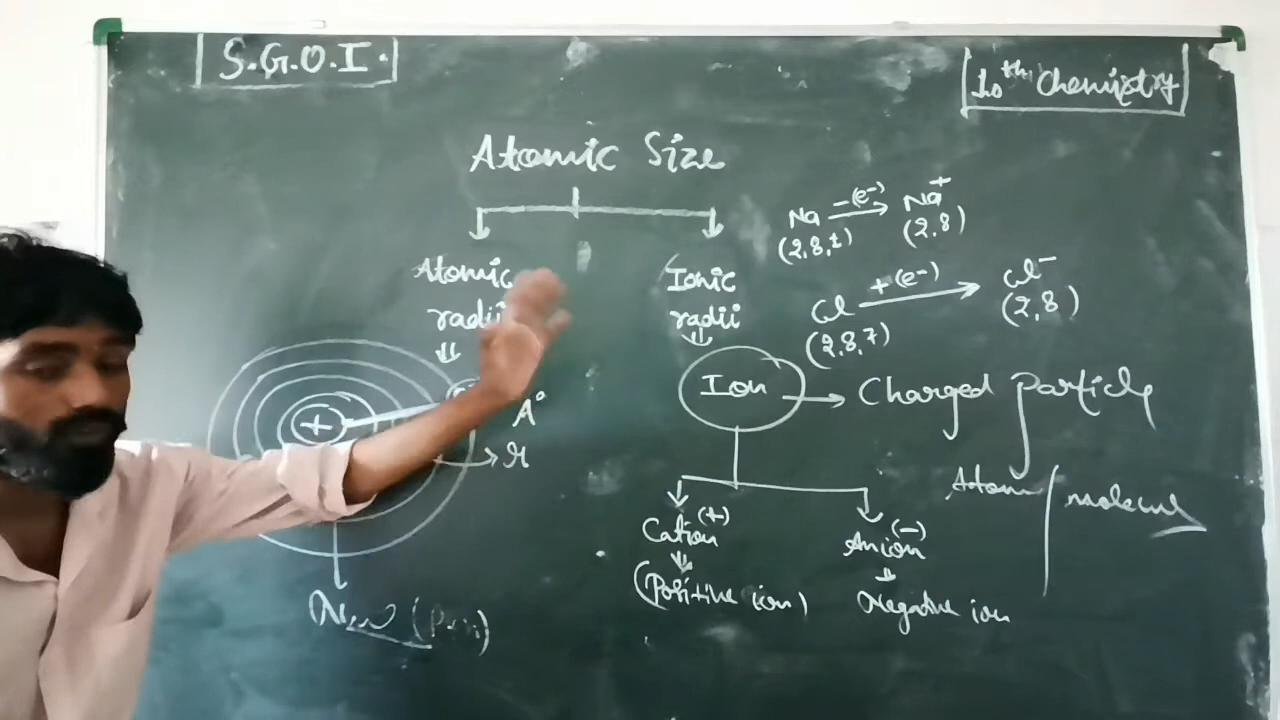 S.G.O.I.
10th Chemistry
Atomic Size
Atomic
radii
Ionic
radii
Na -(e-) → Na+
(2,8,1) (2,8)
Cl +(e-) → Cl-
(2,8,7) (2,8)
+
A°
r
Ion → Charged Particle
Atom / molecule
Cation (+)
(Positive ion)
Anion (-)
Negative ion